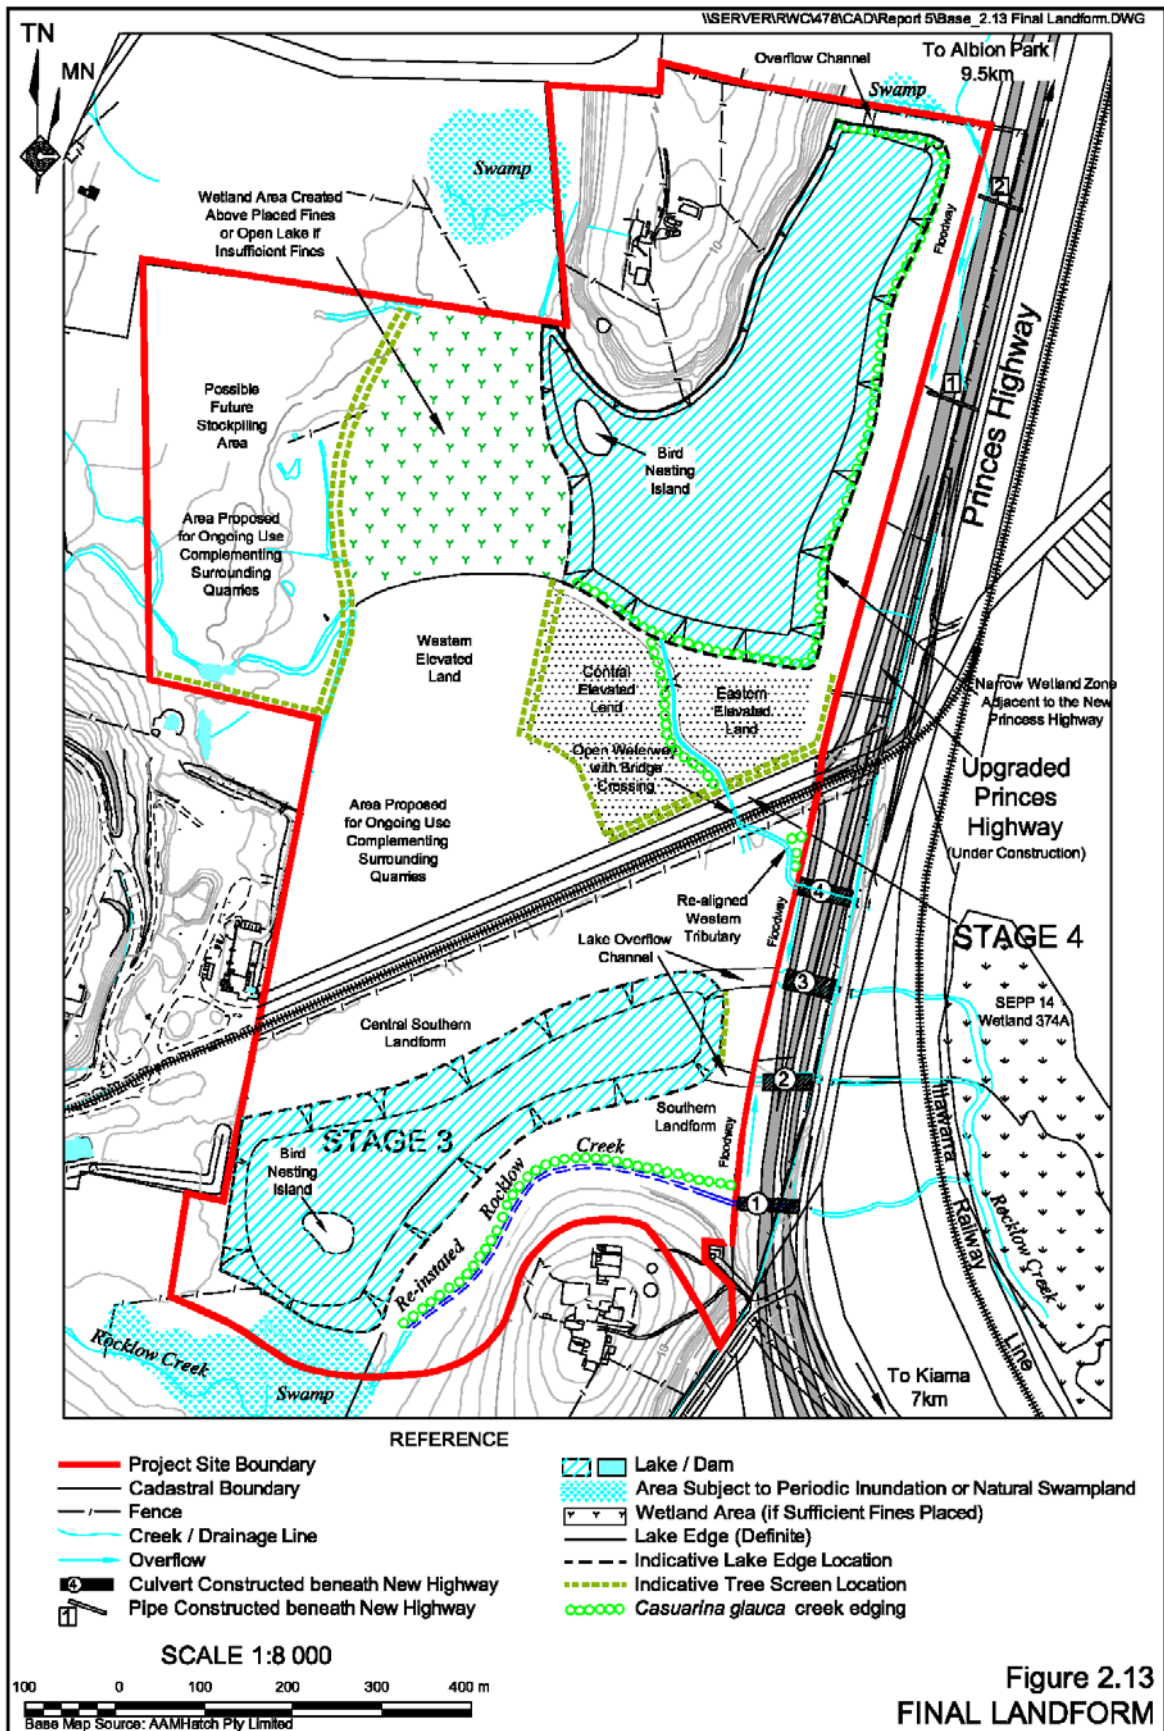 \\SERVER\RWC\478\CAD\Report 5\Base_2.13 Final Landform.DWG
TN
MN
Overflow Channel
To Albion Park
9.5km
Swamp
Swamp
Wetland Area Created
Above Placed Fines
or Open Lake if
Insufficient Fines
2
Floodway
10
Princes Highway
1
Possible
Future
Stockpiling
Area
Bird
Nesting
Island
Area Proposed
for Ongoing Use
Complementing
Surrounding
Quarries
Western
Elevated
Land
Central
Elevated
Land
Eastern
Elevated
Land
Narrow Wetland Zone
Adjacent to the New
Princess Highway
Open Waterway
with Bridge
Crossing
Upgraded
Princes
Highway
(Under Construction)
Area Proposed
for Ongoing Use
Complementing
Surrounding
Quarries
Re-aligned
Western
Tributary
4
Floodway
STAGE 4
Lake Overflow
Channel
3
SEPP 14
Wetland 374A
Central Southern
Landform
2
Southern
Landform
Floodway
STAGE 3
Bird
Nesting
Island
Re-instated Rocklow Creek
1
Illawarra Railway Line
Rocklow Creek
10
Rocklow Creek
Swamp
To Kiama
7km
REFERENCE
Project Site Boundary
Cadastral Boundary
Fence
Creek / Drainage Line
Overflow
4 Culvert Constructed beneath New Highway
1 Pipe Constructed beneath New Highway
Lake / Dam
Area Subject to Periodic Inundation or Natural Swampland
Wetland Area (if Sufficient Fines Placed)
Lake Edge (Definite)
Indicative Lake Edge Location
Indicative Tree Screen Location
Casuarina glauca creek edging
SCALE 1:8 000
100 0 100 200 300 400 m
Base Map Source: AAMHatch Pty Limited
Figure 2.13
FINAL LANDFORM